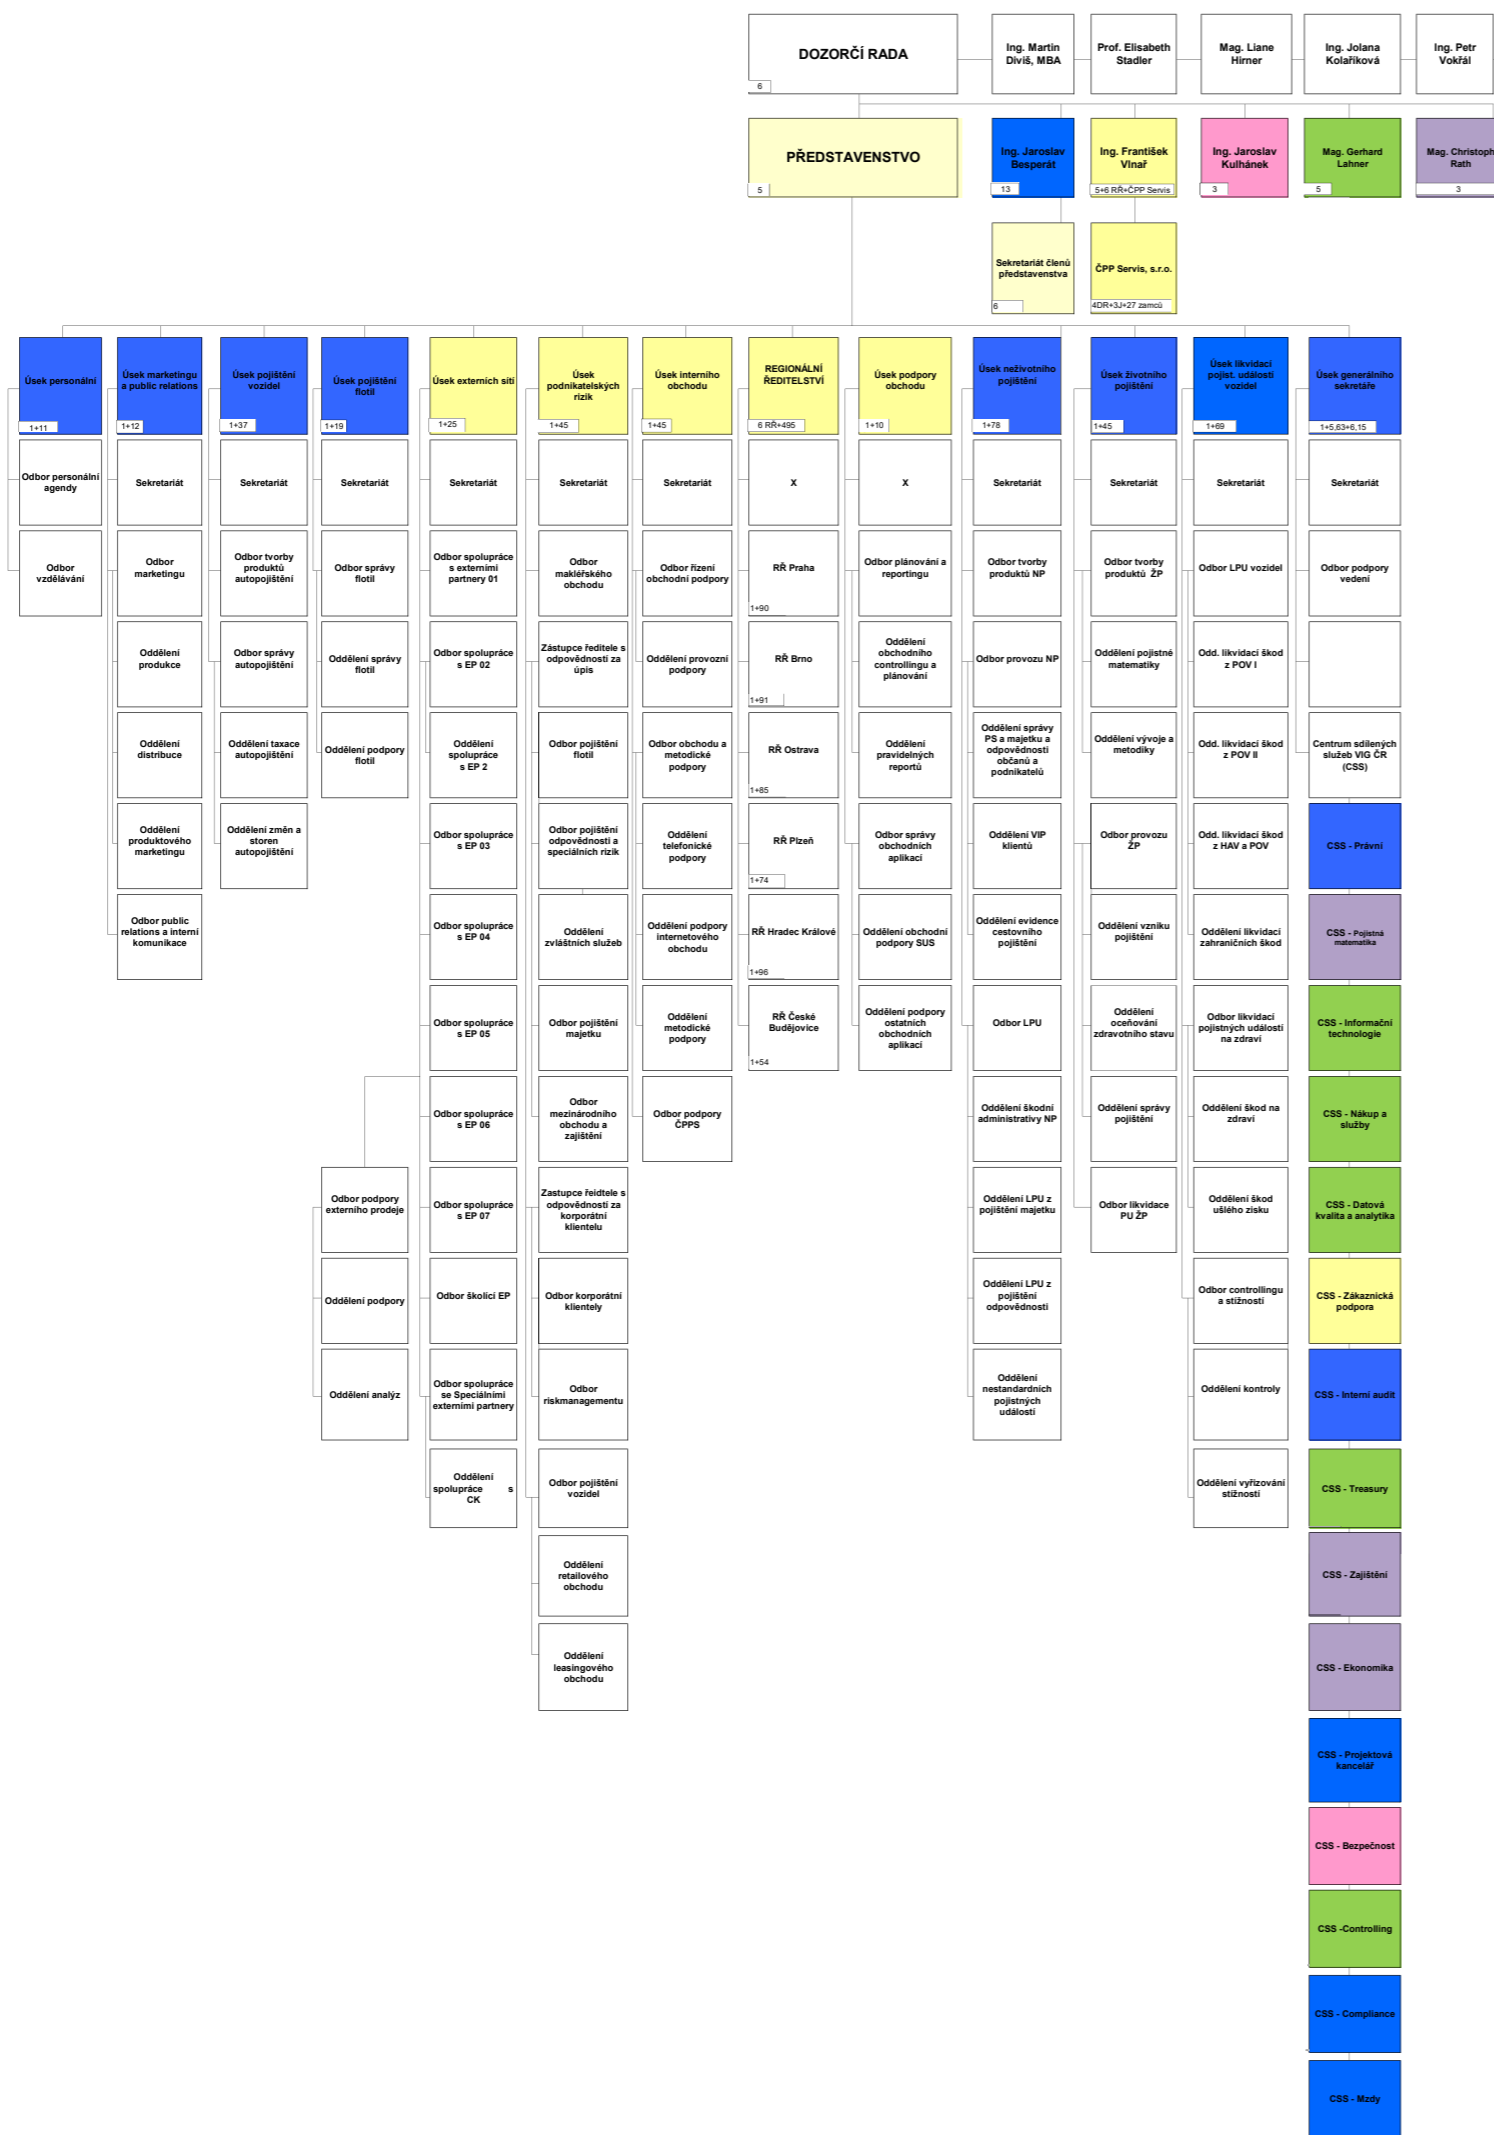 DOZORČÍ RADA
6
Ing. Martin
Diviš, MBA
Prof. Elisabeth
Stadler
Mag. Liane
Hirner
Ing. Jolana
Kolaříková
Ing. Petr
Vokřál
PŘEDSTAVENSTVO
5
Ing. Jaroslav
Besperát
13
Ing. František
Vlnař
5+6 RŘ+ČPP Servis
Ing. Jaroslav
Kulhánek
3
Mag. Gerhard
Lahner
5
Mag. Christoph
Rath
3
Sekretariát členů
představenstva
6
ČPP Servis, s.r.o.
4DR+3J+27 zamců
Úsek personální
1+11
Odbor personální
agendy
Odbor
vzdělávání
Úsek marketingu
a public relations
1+12
Sekretariát
Odbor
marketingu
Oddělení
produkce
Oddělení
distribuce
Oddělení
produktového
marketingu
Odbor public
relations a interní
komunikace
Úsek pojištění
vozidel
1+37
Sekretariát
Odbor tvorby
produktů
autopojištění
Odbor správy
autopojištění
Oddělení taxace
autopojištění
Oddělení změn a
storen
autopojištění
Úsek pojištění
flotil
1+19
Sekretariát
Odbor správy
flotil
Oddělení správy
flotil
Oddělení podpory
flotil
Odbor podpory
externího prodeje
Oddělení podpory
Oddělení analýz
Úsek externích sítí
1+25
Sekretariát
Odbor spolupráce
s externími
partnery 01
Odbor spolupráce
s EP 02
Oddělení
spolupráce
s EP 2
Odbor spolupráce
s EP 03
Odbor spolupráce
s EP 04
Odbor spolupráce
s EP 05
Odbor spolupráce
s EP 06
Odbor spolupráce
s EP 07
Odbor školící EP
Odbor spolupráce
se Speciálními
externími partnery
Oddělení
spolupráce s
CK
Úsek
podnikatelských
rizik
1+45
Sekretariát
Odbor
makléřského
obchodu
Zástupce ředitele s
odpovědností za
úpis
Odbor pojištění
flotil
Odbor pojištění
odpovědnosti a
speciálních rizik
Oddělení
zvláštních služeb
Odbor pojištění
majetku
Odbor
mezinárodního
obchodu a
zajištění
Zastupce řeidtele s
odpovědností za
korporátní
klientelu
Odbor korporátní
klientely
Odbor
riskmanagementu
Odbor pojištění
vozidel
Oddělení
retailového
obchodu
Oddělení
leasingového
obchodu
Úsek interního
obchodu
1+45
Sekretariát
Odbor řízení
obchodní podpory
Oddělení provozní
podpory
Odbor obchodu a
metodické
podpory
Oddělení
telefonické
podpory
Oddělení podpory
internetového
obchodu
Oddělení
metodické
podpory
Odbor podpory
ČPPS
REGIONÁLNÍ
ŘEDITELSTVÍ
6 RŘ+495
X
RŘ Praha
1+90
RŘ Brno
1+91
RŘ Ostrava
1+85
RŘ Plzeň
1+74
RŘ Hradec Králové
1+96
RŘ České
Budějovice
1+54
Úsek podpory
obchodu
1+10
X
Odbor plánování a
reportingu
Oddělení
obchodního
controllingu a
plánování
Oddělení
pravidelných
reportů
Odbor správy
obchodních
aplikací
Oddělení obchodní
podpory SUS
Oddělení podpory
ostatních
obchodních
aplikací
Úsek neživotního
pojištění
1+78
Sekretariát
Odbor tvorby
produktů NP
Odbor provozu NP
Oddělení správy
PS a majetku a
odpovědnosti
občanů a
podnikatelů
Oddělení VIP
klientů
Oddělení evidence
cestovního
pojištění
Odbor LPU
Oddělení škodní
administrativy NP
Oddělení LPU z
pojištění majetku
Oddělení LPU z
pojištění
odpovědnosti
Oddělení
nestandardních
pojistných
událostí
Úsek životního
pojištění
1+45
Sekretariát
Odbor tvorby
produktů ŽP
Oddělení pojistné
matematiky
Oddělení vývoje a
metodiky
Odbor provozu
ŽP
Oddělení vzniku
pojištění
Oddělení
oceňování
zdravotního stavu
Oddělení správy
pojištění
Odbor likvidace
PU ŽP
Úsek likvidací
pojist. událostí
vozidel
1+69
Sekretariát
Odbor LPU vozidel
Odd. likvidací škod
z POV I
Odd. likvidací škod
z POV II
Odd. likvidací škod
z HAV a POV
Oddělení likvidací
zahraničních škod
Odbor likvidací
pojistných událostí
na zdraví
Oddělení škod na
zdraví
Oddělení škod
ušlého zisku
Odbor controllingu
a stížností
Oddělení kontroly
Oddělení vyřizování
stížností
Úsek generálního
sekretáře
1+5,63+6,15
Sekretariát
Odbor podpory
vedení
Centrum sdílených
služeb VIG ČR
(CSS)
CSS - Právní
CSS - Pojistná
matematika
CSS - Informační
technologie
CSS - Nákup a
služby
CSS - Datová
kvalita a analytika
CSS - Zákaznická
podpora
CSS - Interní audit
CSS - Treasury
CSS - Zajištění
CSS - Ekonomika
CSS - Projektová
kancelář
CSS - Bezpečnost
CSS -Controlling
CSS - Compliance
CSS - Mzdy